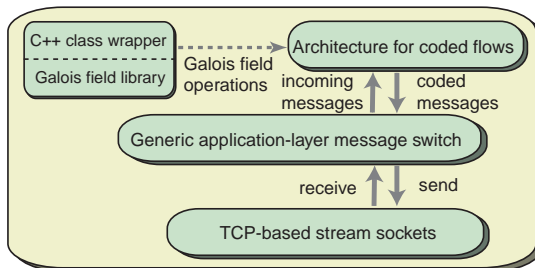 C++ class wrapper
Galois field library
Galois field
operations
Architecture for coded flows
incoming
messages
coded
messages
Generic application-layer message switch
receive
send
TCP-based stream sockets